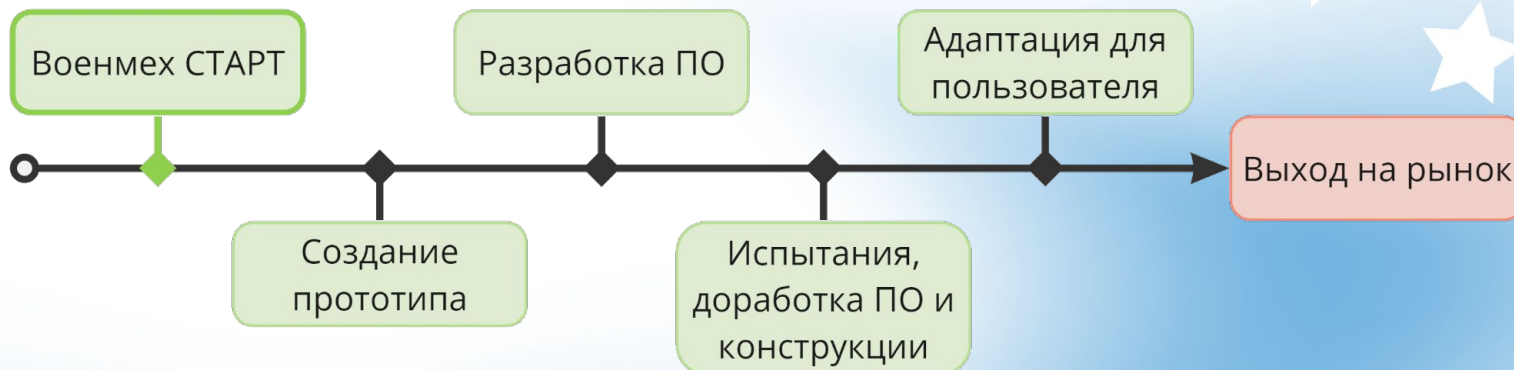 Военмех СТАРТ
Создание
прототипа
Разработка ПО
Испытания,
доработка ПО и
конструкции
Адаптация для
пользователя
Выход на рынок